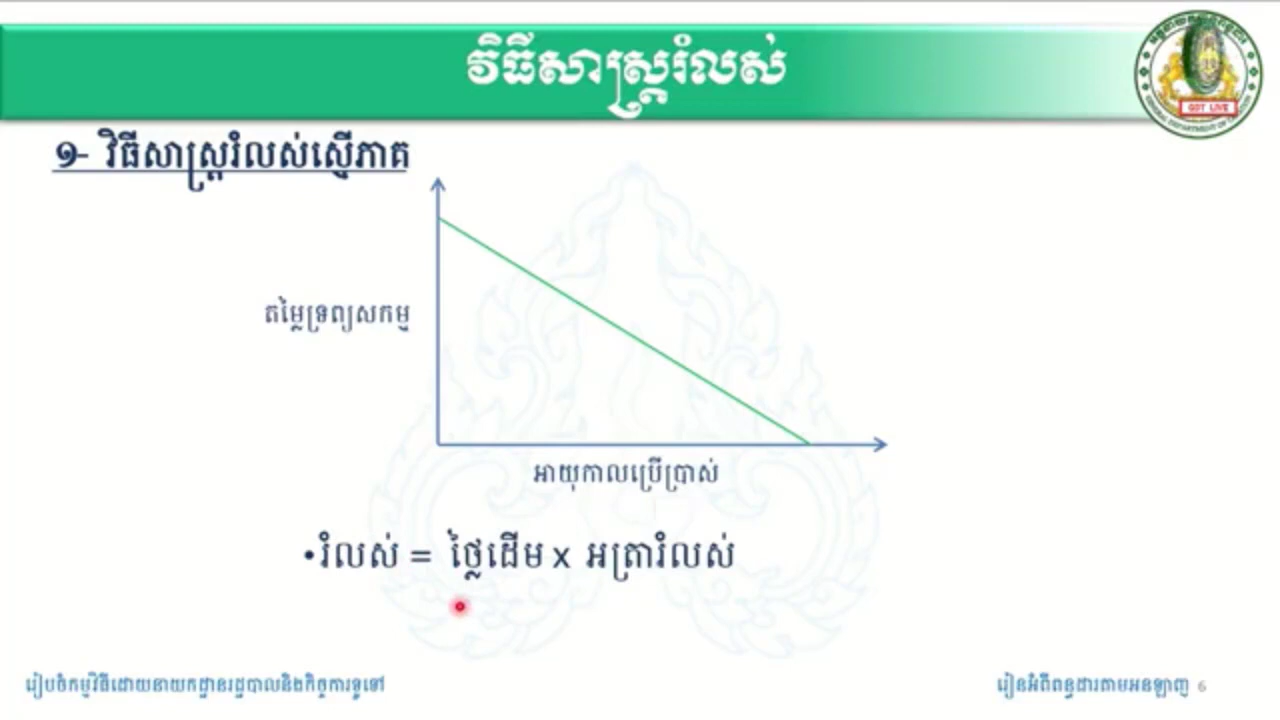 វិធីសាស្ត្ររំលស់
GDT LIVE
GENERAL DEPARTMENT OF
១- វិធីសាស្ត្ររំលស់ស្មើភាគ
តម្លៃទ្រព្យសកម្ម
អាយុកាលប្រើប្រាស់
•រំលស់ = ថ្លៃដើម x អត្រារំលស់
រៀបចំកម្មវិធីដោយនាយកដ្ឋានរដ្ឋបាលនិងកិច្ចការទូទៅ
រៀនអំពីពន្ធដារតាមអនឡាញ 6